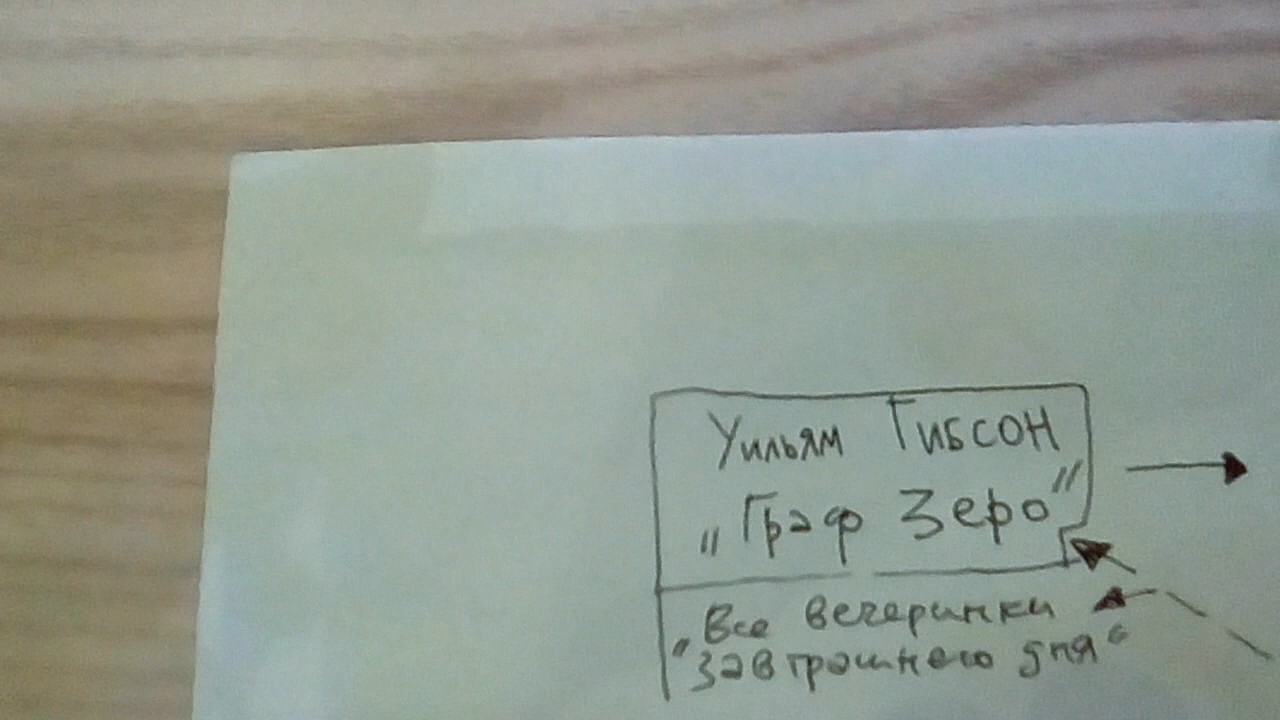 Уильям Гибсон
„Граф Зеро”
„Все вечеринки
завтрашнего дня“